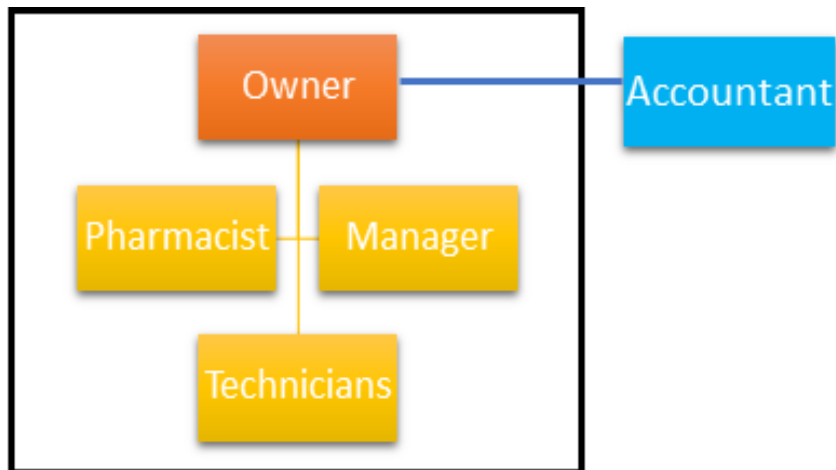 Owner
Accountant
Pharmacist
Manager
Technicians